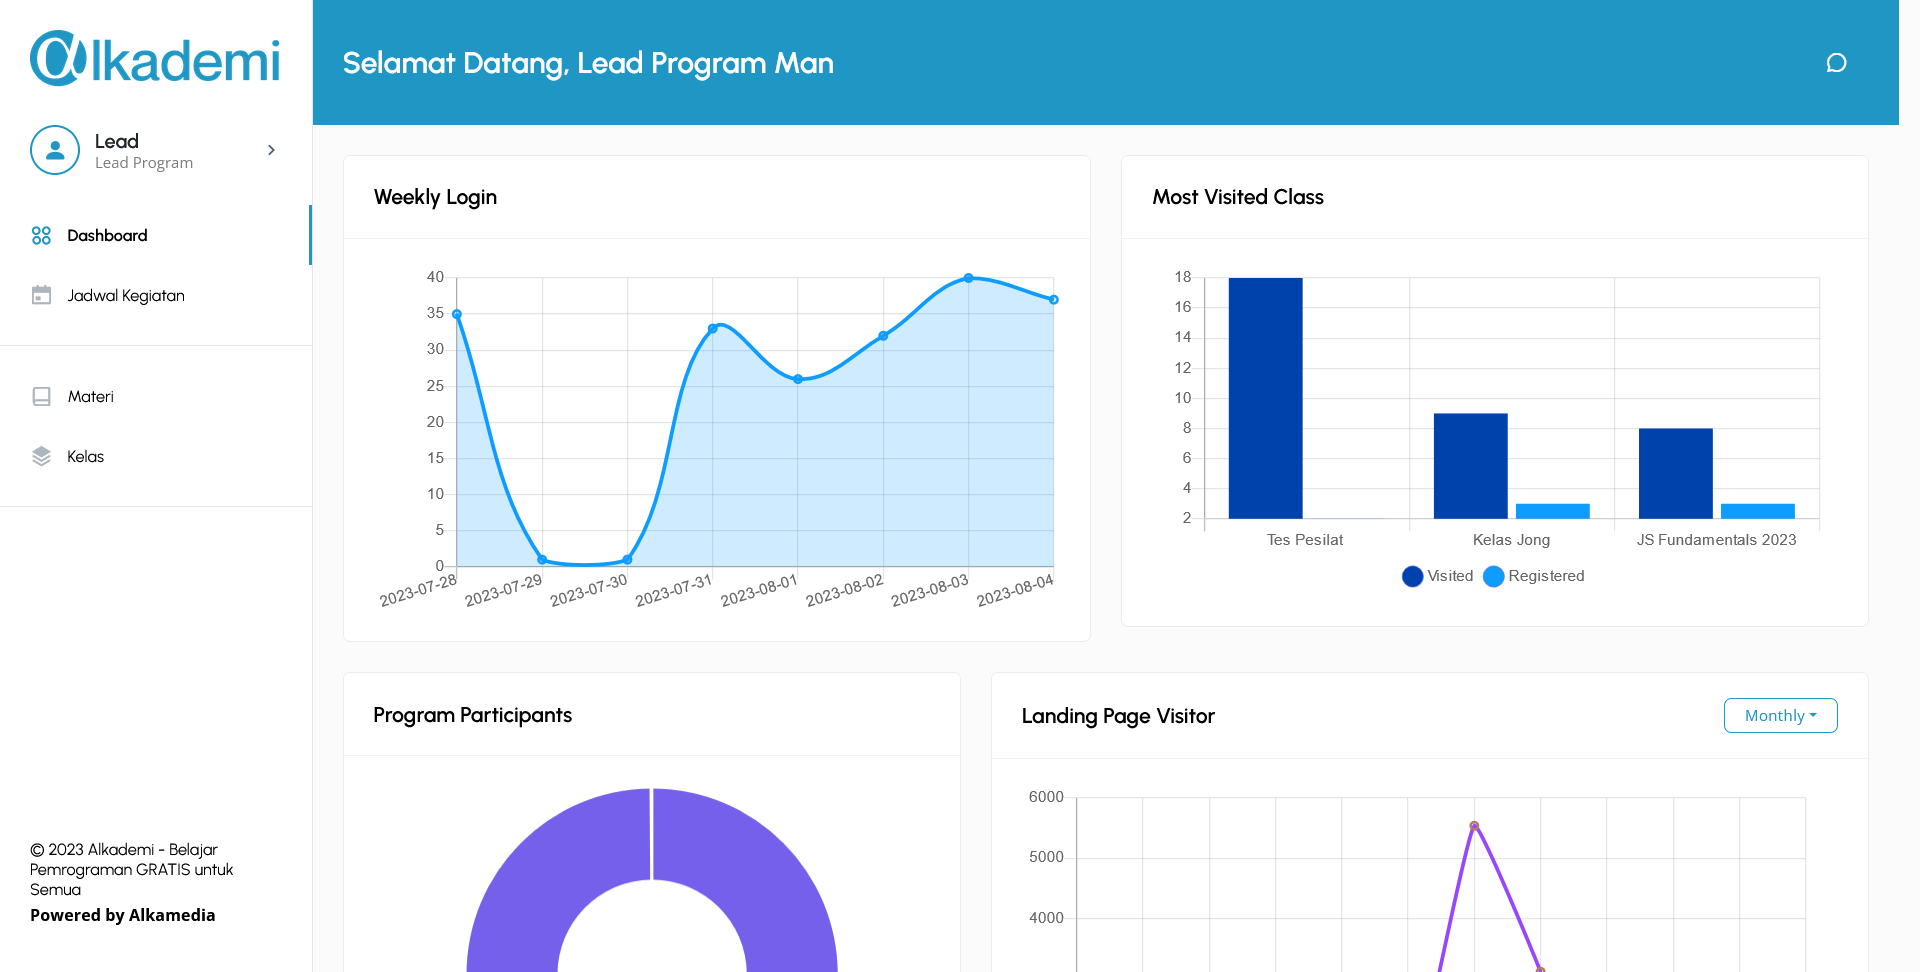 Alkademi
Lead
Lead Program
Dashboard
Jadwal Kegiatan
Materi
Kelas
© 2023 Alkademi - Belajar
Pemrograman GRATIS untuk
Semua
Powered by Alkamedia
Selamat Datang, Lead Program Man
Weekly Login
40
35
30
25
20
15
10
5
0
2023-07-28
2023-07-29
2023-07-30
2023-07-31
2023-08-01
2023-08-02
2023-08-03
2023-08-04
Most Visited Class
18
16
14
12
10
8
6
4
2
Tes Pesilat
Kelas Jong
JS Fundamentals 2023
Visited
Registered
Program Participants
Landing Page Visitor
Monthly
6000
5000
4000